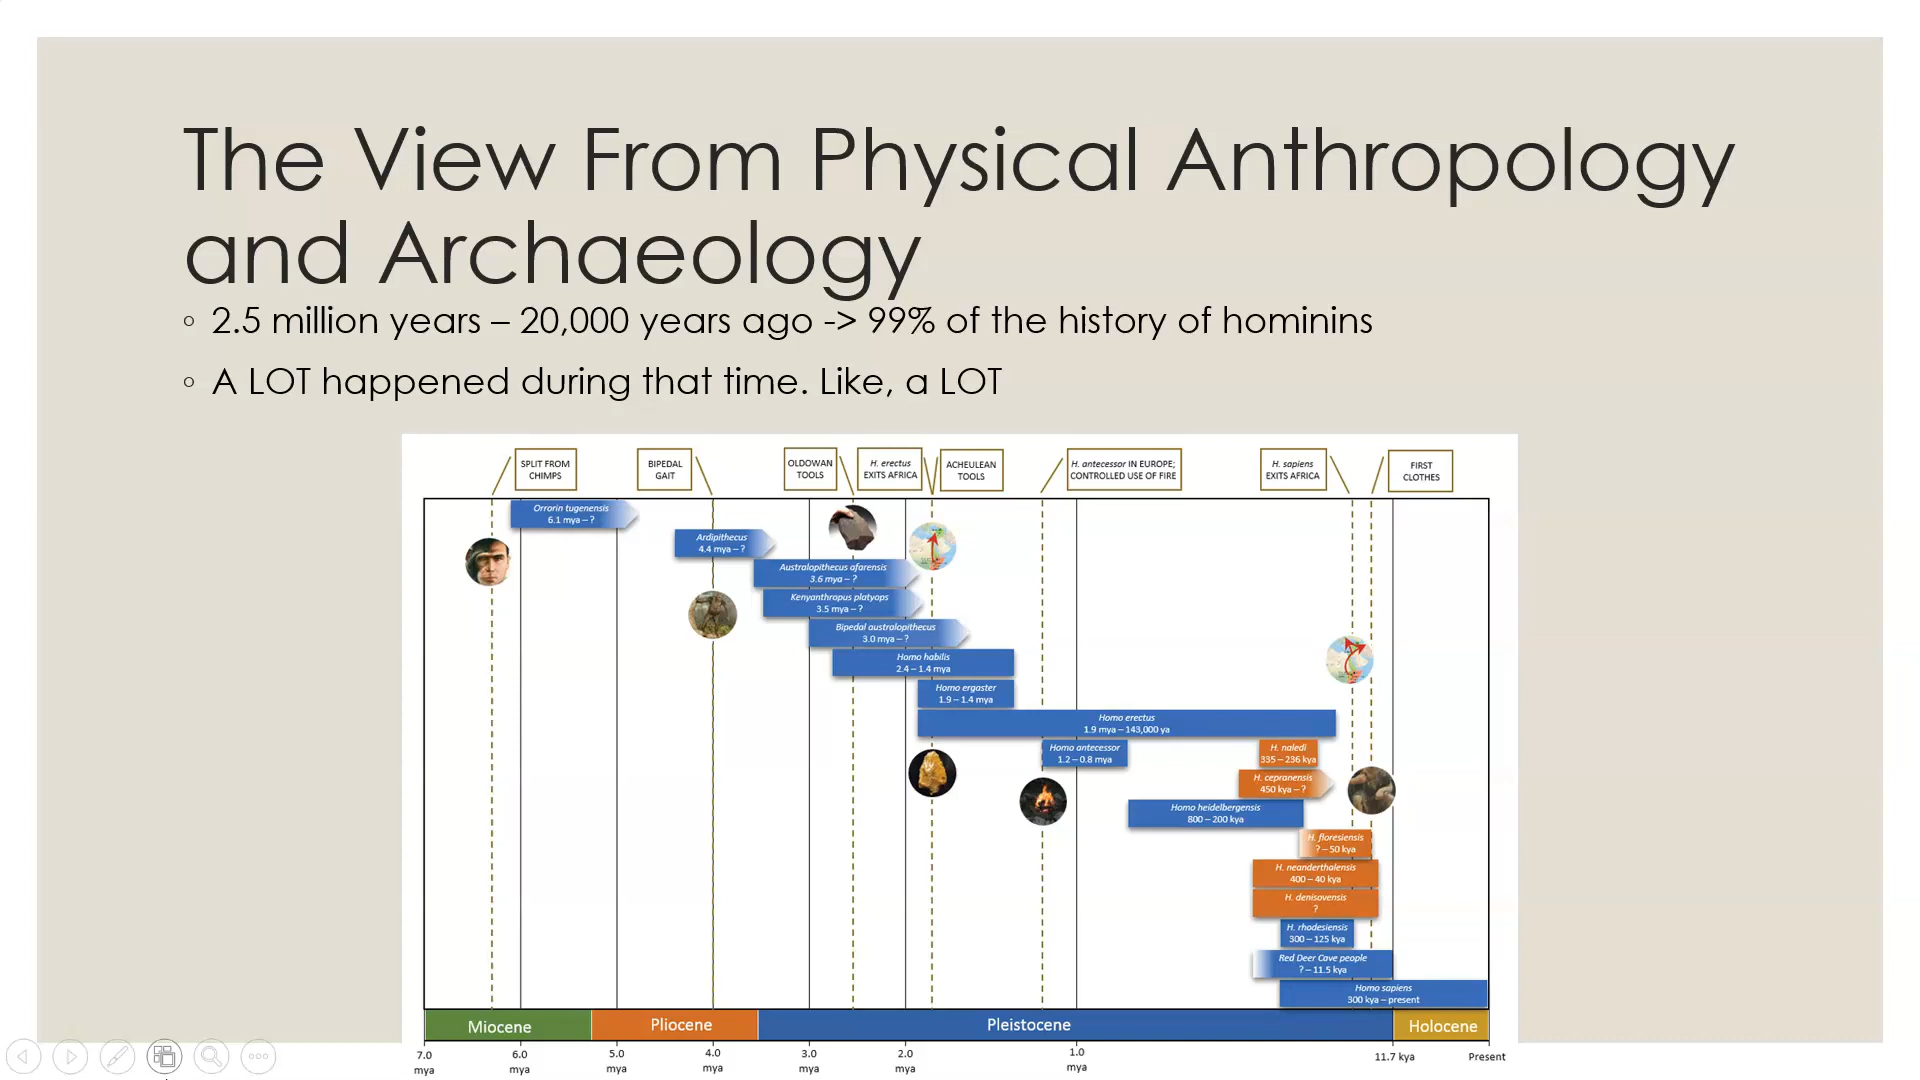 The View From Physical Anthropology
and Archaeology
◦ 2.5 million years – 20,000 years ago -> 99% of the history of hominins
◦ A LOT happened during that time. Like, a LOT
SPLIT FROM
CHIMPS
BIPEDAL
GAIT
OLDOWAN
TOOLS
H. erectus
EXITS AFRICA
ACHEULEAN
TOOLS
H. antecessor IN EUROPE;
CONTROLLED USE OF FIRE
H. sapiens
EXITS AFRICA
FIRST
CLOTHES
Orrorin tugenensis
6.1 mya – ?
Ardipithecus
4.4 mya – ?
Australopithecus afarensis
3.6 mya – ?
Kenyanthropus platyops
3.5 mya – ?
Bipedal australopithecus
3.0 mya – ?
Homo habilis
2.4 – 1.4 mya
Homo ergaster
1.9 – 1.4 mya
Homo erectus
1.9 mya – 143,000 ya
Homo antecessor
1.2 – 0.8 mya
H. naledi
335 – 236 kya
H. cepranensis
450 kya – ?
Homo heidelbergensis
800 – 200 kya
H. floresiensis
? – 50 kya
H. neanderthalensis
400 – 40 kya
H. denisovensis
?
H. rhodesiensis
300 – 125 kya
Red Deer Cave people
? – 11.5 kya
Homo sapiens
300 kya – present
Miocene Pliocene Pleistocene Holocene
7.0 6.0 5.0 4.0 3.0 2.0 1.0 11.7 kya Present
mya mya mya mya mya mya mya